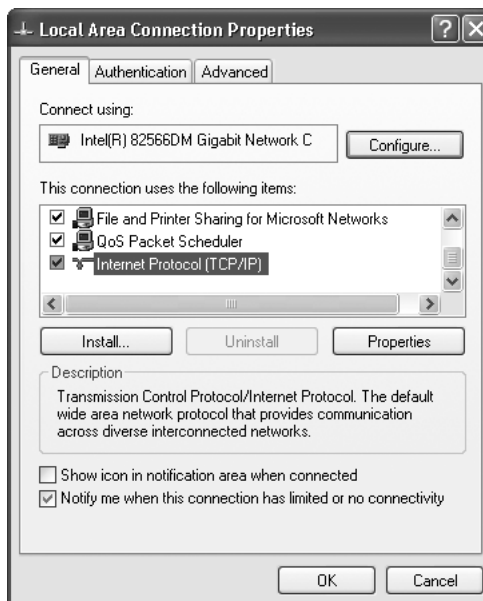 Local Area Connection Properties
General Authentication Advanced
Connect using:
Intel(R) 82566DM Gigabit Network C
Configure...
This connection uses the following items:
File and Printer Sharing for Microsoft Networks
QoS Packet Scheduler
Internet Protocol (TCP/IP)
Install... Uninstall Properties
Description
Transmission Control Protocol/Internet Protocol. The default
wide area network protocol that provides communication
across diverse interconnected networks.
Show icon in notification area when connected
Notify me when this connection has limited or no connectivity
OK Cancel